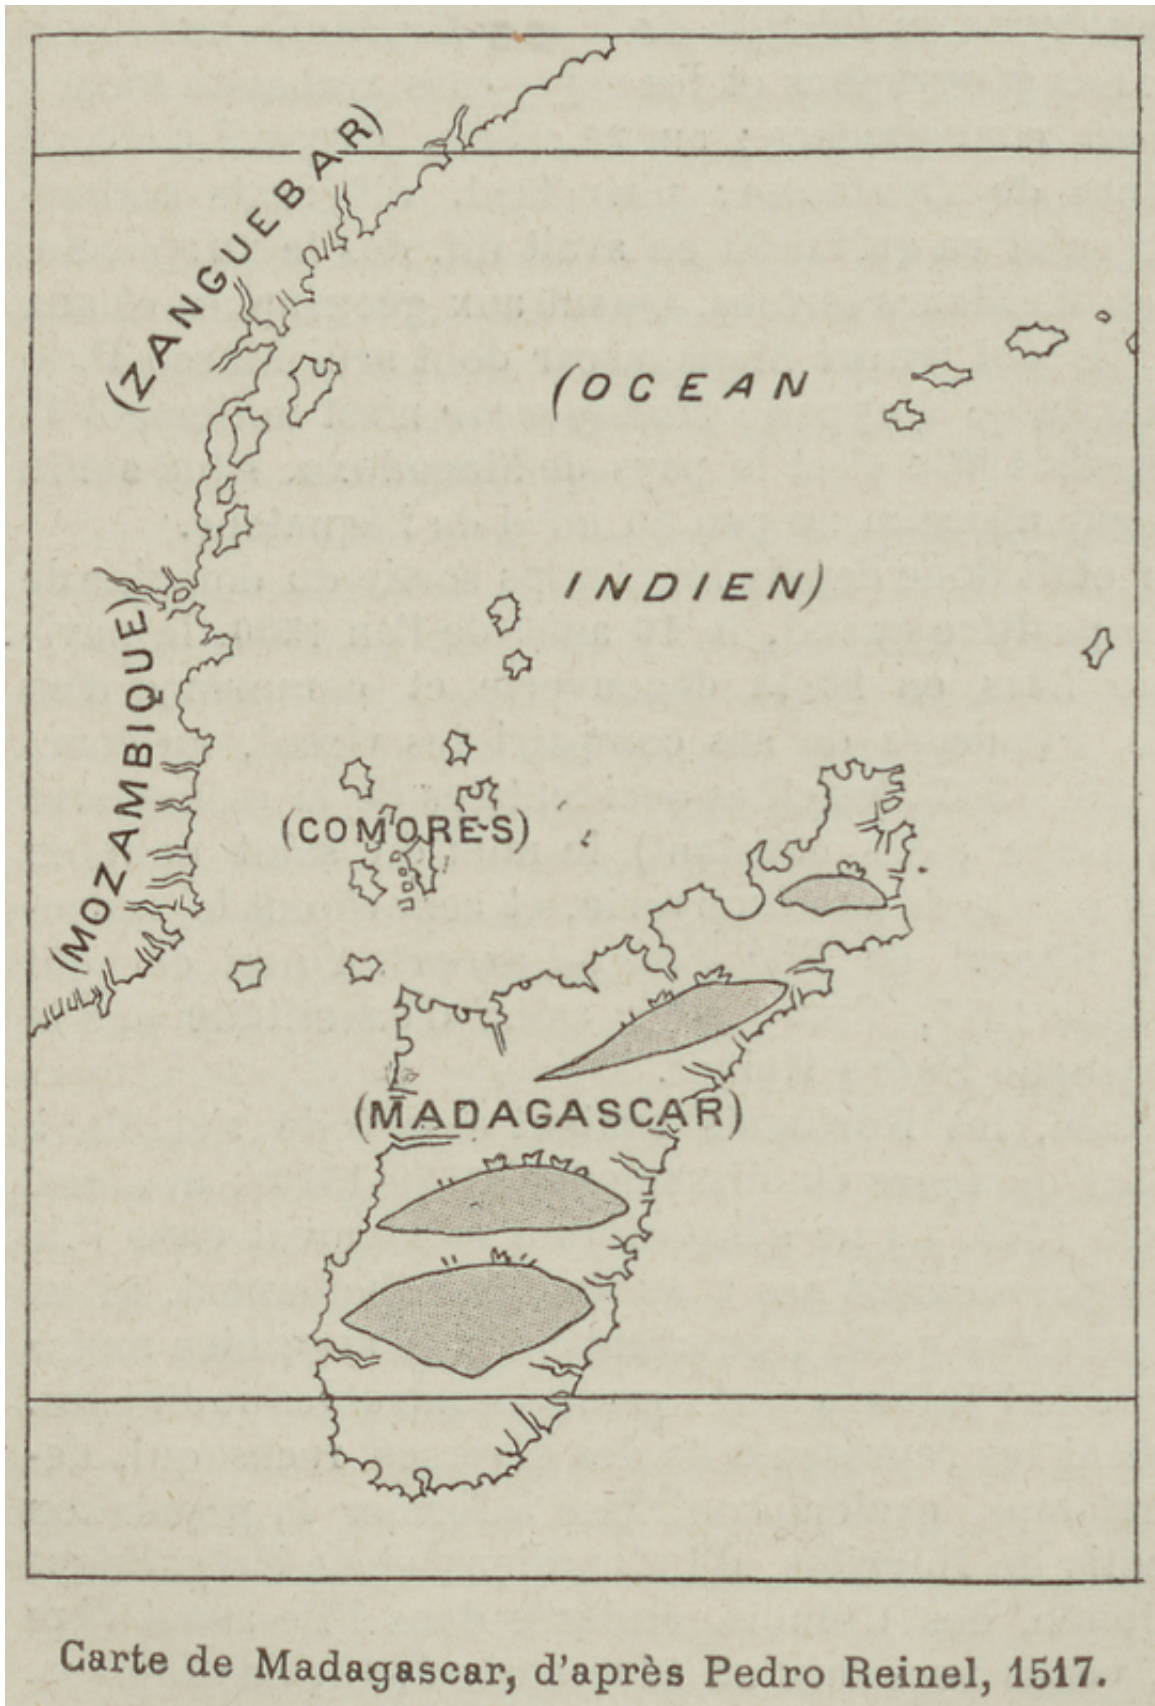 (ZANGUEBAR)
(OCEAN
INDIEN)
(MOZAMBIQUE)
(COMORES)
(MADAGASCAR)
Carte de Madagascar, d'après Pedro Reinel, 1517.